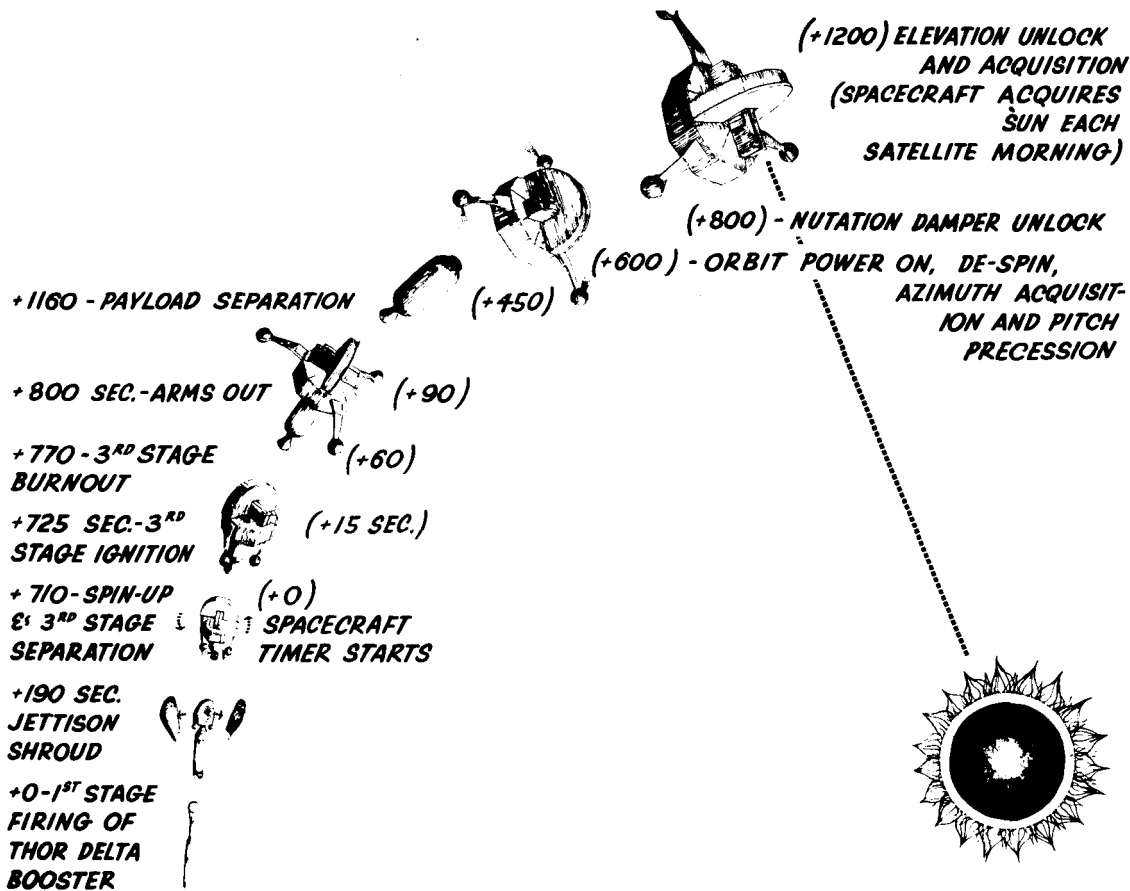 (+1200) ELEVATION UNLOCK
AND ACQUISITION
(SPACECRAFT ACQUIRES
SUN EACH
SATELLITE MORNING)
(+800) - NUTATION DAMPER UNLOCK
(+600) - ORBIT POWER ON, DE-SPIN,
AZIMUTH ACQUISIT-
ION AND PITCH
PRECESSION
+1160 - PAYLOAD SEPARATION
(+450)
+800 SEC.-ARMS OUT
(+90)
+770 - 3RD STAGE
BURNOUT
(+60)
+725 SEC.-3RD
STAGE IGNITION
(+15 SEC.)
+710-SPIN-UP
& 3RD STAGE
SEPARATION
(+0)
SPACECRAFT
TIMER STARTS
+190 SEC.
JETTISON
SHROUD
+0-1ST STAGE
FIRING OF
THOR DELTA
BOOSTER